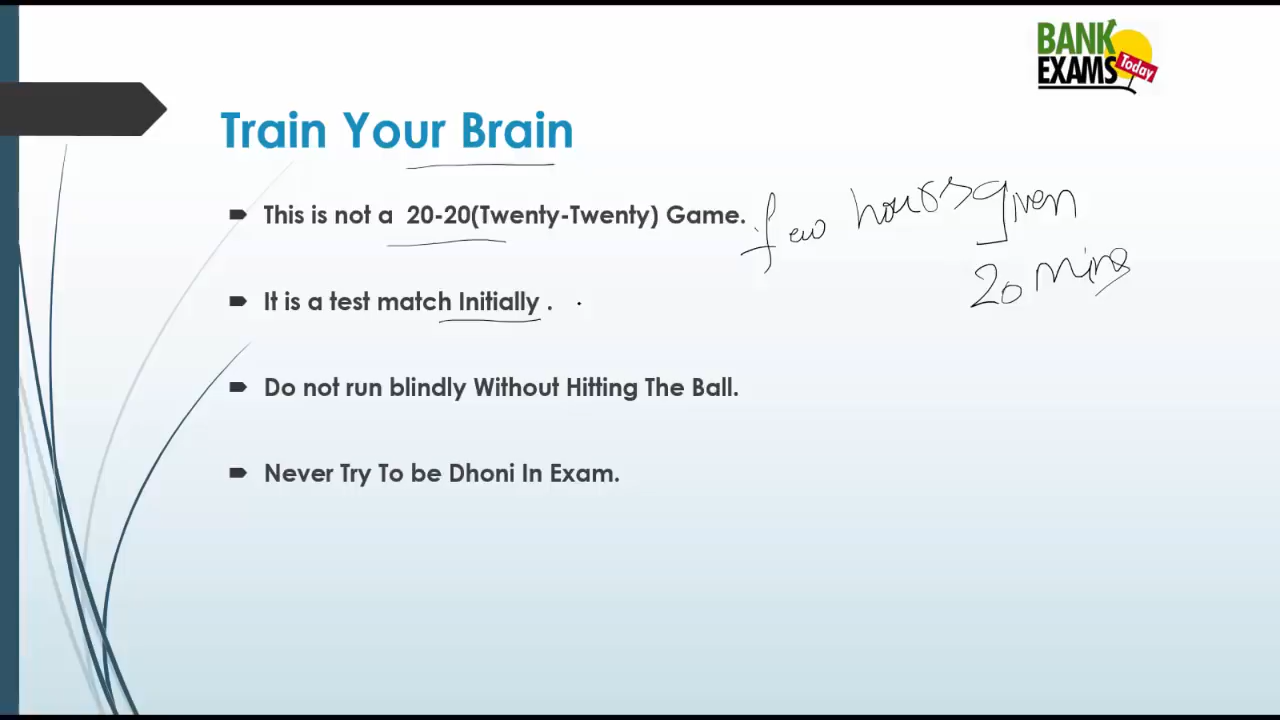 BANK
EXAMS Today
Train Your Brain
This is not a 20-20(Twenty-Twenty) Game.
few hours given
20 mins
It is a test match Initially .
Do not run blindly Without Hitting The Ball.
Never Try To be Dhoni In Exam.